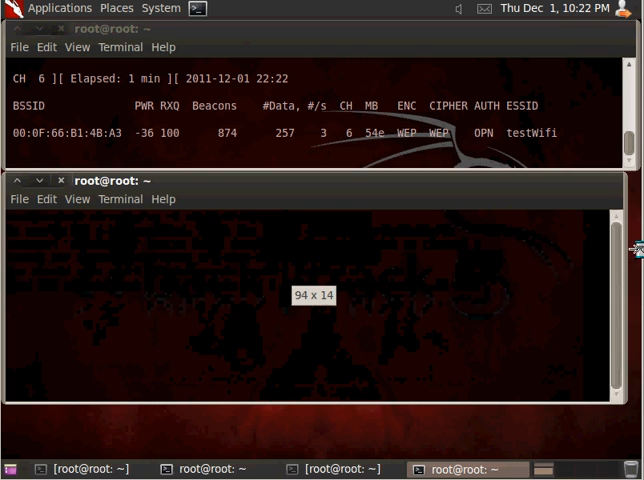 Applications Places System Thu Dec 1, 10:22 PM
root@root: ~
File Edit View Terminal Help
CH 6 ][ Elapsed: 1 min ][ 2011-12-01 22:22
BSSID PWR RXQ Beacons #Data, #/s CH MB ENC CIPHER AUTH ESSID
00:0F:66:B1:4B:A3 -36 100 874 257 3 6 54e WEP WEP OPN testWifi
root@root: ~
File Edit View Terminal Help
94 x 14
[root@root: ~] root@root: ~ [root@root: ~] root@root: ~